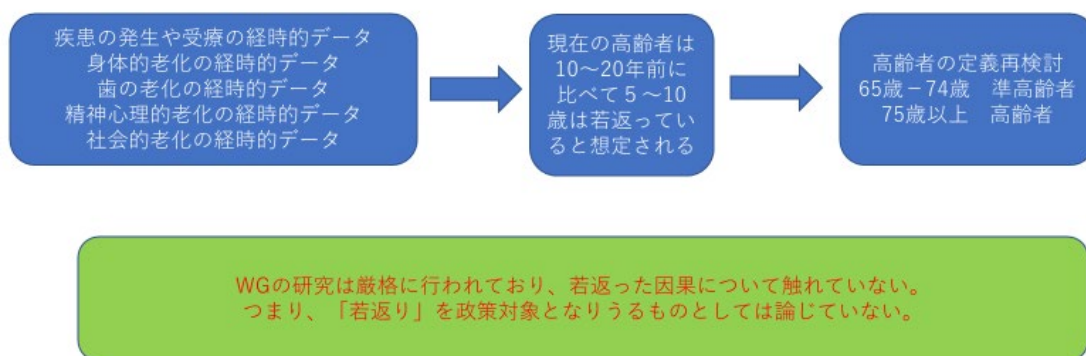 疾患の発生や受療の経時的データ
身体的老化の経時的データ
歯の老化の経時的データ
精神心理的老化の経時的データ
社会的老化の経時的データ
現在の高齢者は
10～20年前に
比べて５～10
歳は若返ってい
ると想定される
高齢者の定義再検討
65歳－74歳　準高齢者
75歳以上　高齢者
WGの研究は厳格に行われており、若返った因果について触れていない。
つまり、「若返り」を政策対象となりうるものとしては論じていない。